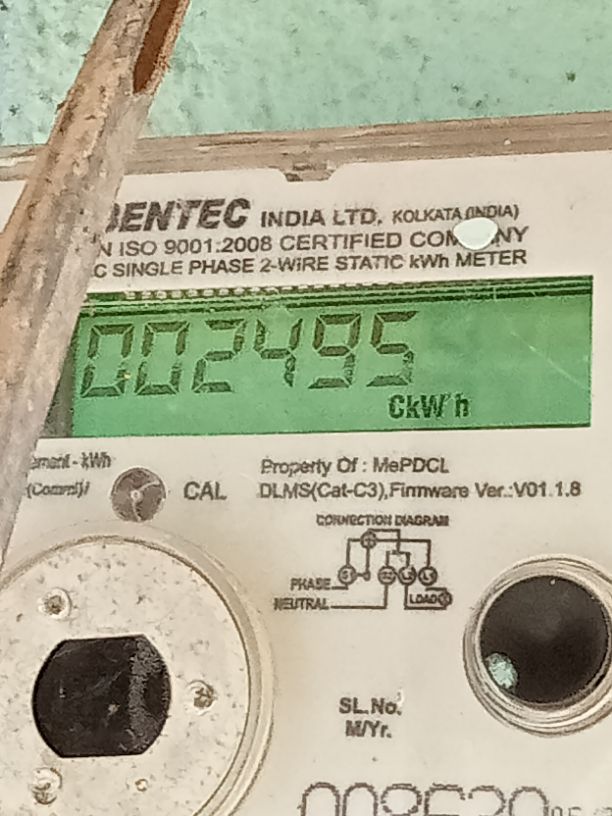 BENTEC INDIA LTD. KOLKATA (INDIA)
ISO 9001:2008 CERTIFIED COMPANY
SINGLE PHASE 2-WIRE STATIC kWh METER
002495
CkWh
- kWh
CAL
Property Of : MePDCL
DLMS(Cat-C3),Firmware Ver.:V01.1.8
CONNECTION DIAGRAM
PHASE
NEUTRAL
LOAD
SL.No.
M/Yr.